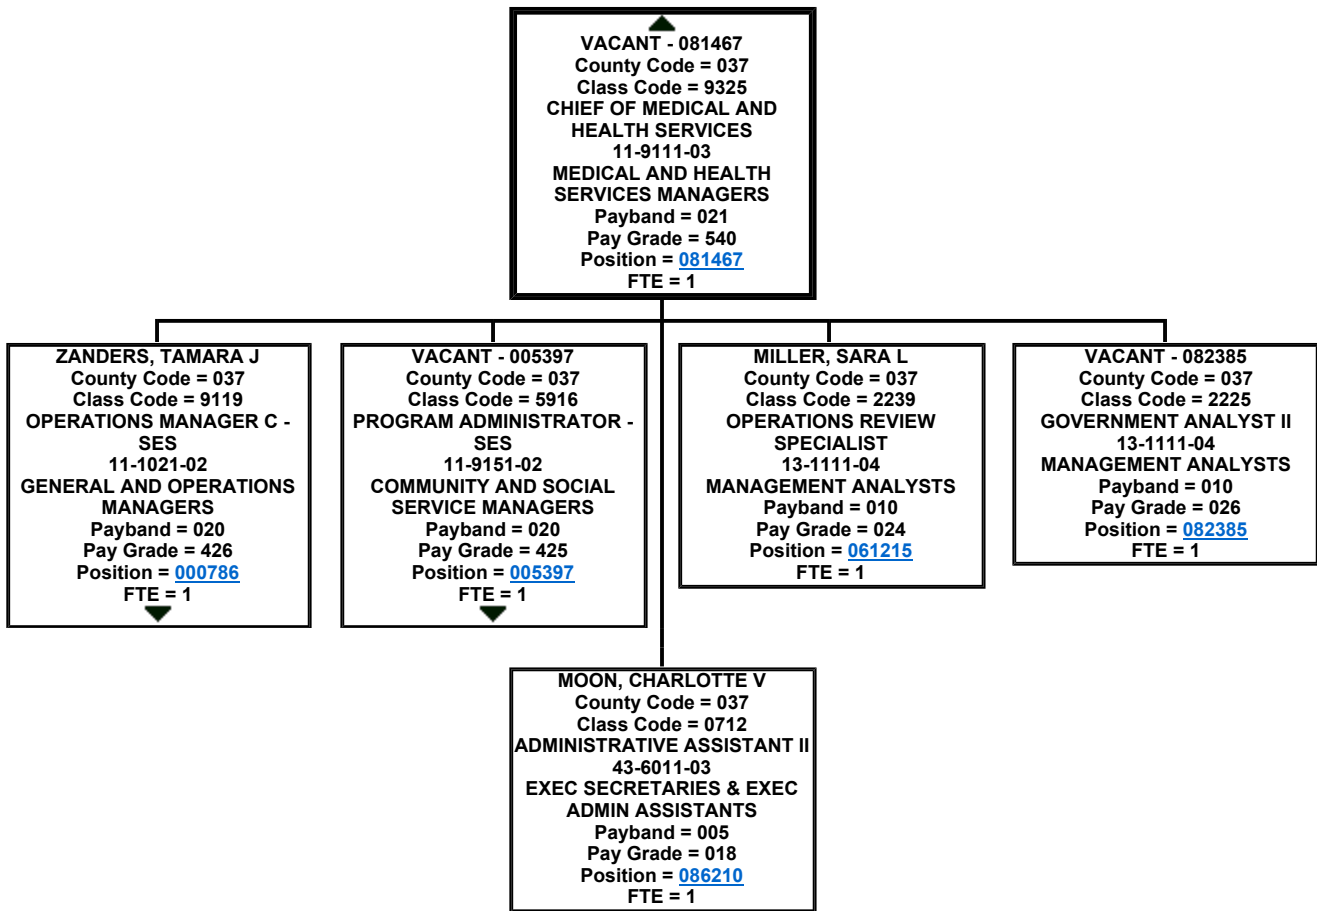 VACANT - 081467
County Code = 037
Class Code = 9325
CHIEF OF MEDICAL AND
HEALTH SERVICES
11-9111-03
MEDICAL AND HEALTH
SERVICES MANAGERS
Payband = 021
Pay Grade = 540
Position = 081467
FTE = 1
ZANDERS, TAMARA J
County Code = 037
Class Code = 9119
OPERATIONS MANAGER C -
SES
11-1021-02
GENERAL AND OPERATIONS
MANAGERS
Payband = 020
Pay Grade = 426
Position = 000786
FTE = 1
VACANT - 005397
County Code = 037
Class Code = 5916
PROGRAM ADMINISTRATOR -
SES
11-9151-02
COMMUNITY AND SOCIAL
SERVICE MANAGERS
Payband = 020
Pay Grade = 425
Position = 005397
FTE = 1
MILLER, SARA L
County Code = 037
Class Code = 2239
OPERATIONS REVIEW
SPECIALIST
13-1111-04
MANAGEMENT ANALYSTS
Payband = 010
Pay Grade = 024
Position = 061215
FTE = 1
VACANT - 082385
County Code = 037
Class Code = 2225
GOVERNMENT ANALYST II
13-1111-04
MANAGEMENT ANALYSTS
Payband = 010
Pay Grade = 026
Position = 082385
FTE = 1
MOON, CHARLOTTE V
County Code = 037
Class Code = 0712
ADMINISTRATIVE ASSISTANT II
43-6011-03
EXEC SECRETARIES & EXEC
ADMIN ASSISTANTS
Payband = 005
Pay Grade = 018
Position = 086210
FTE = 1